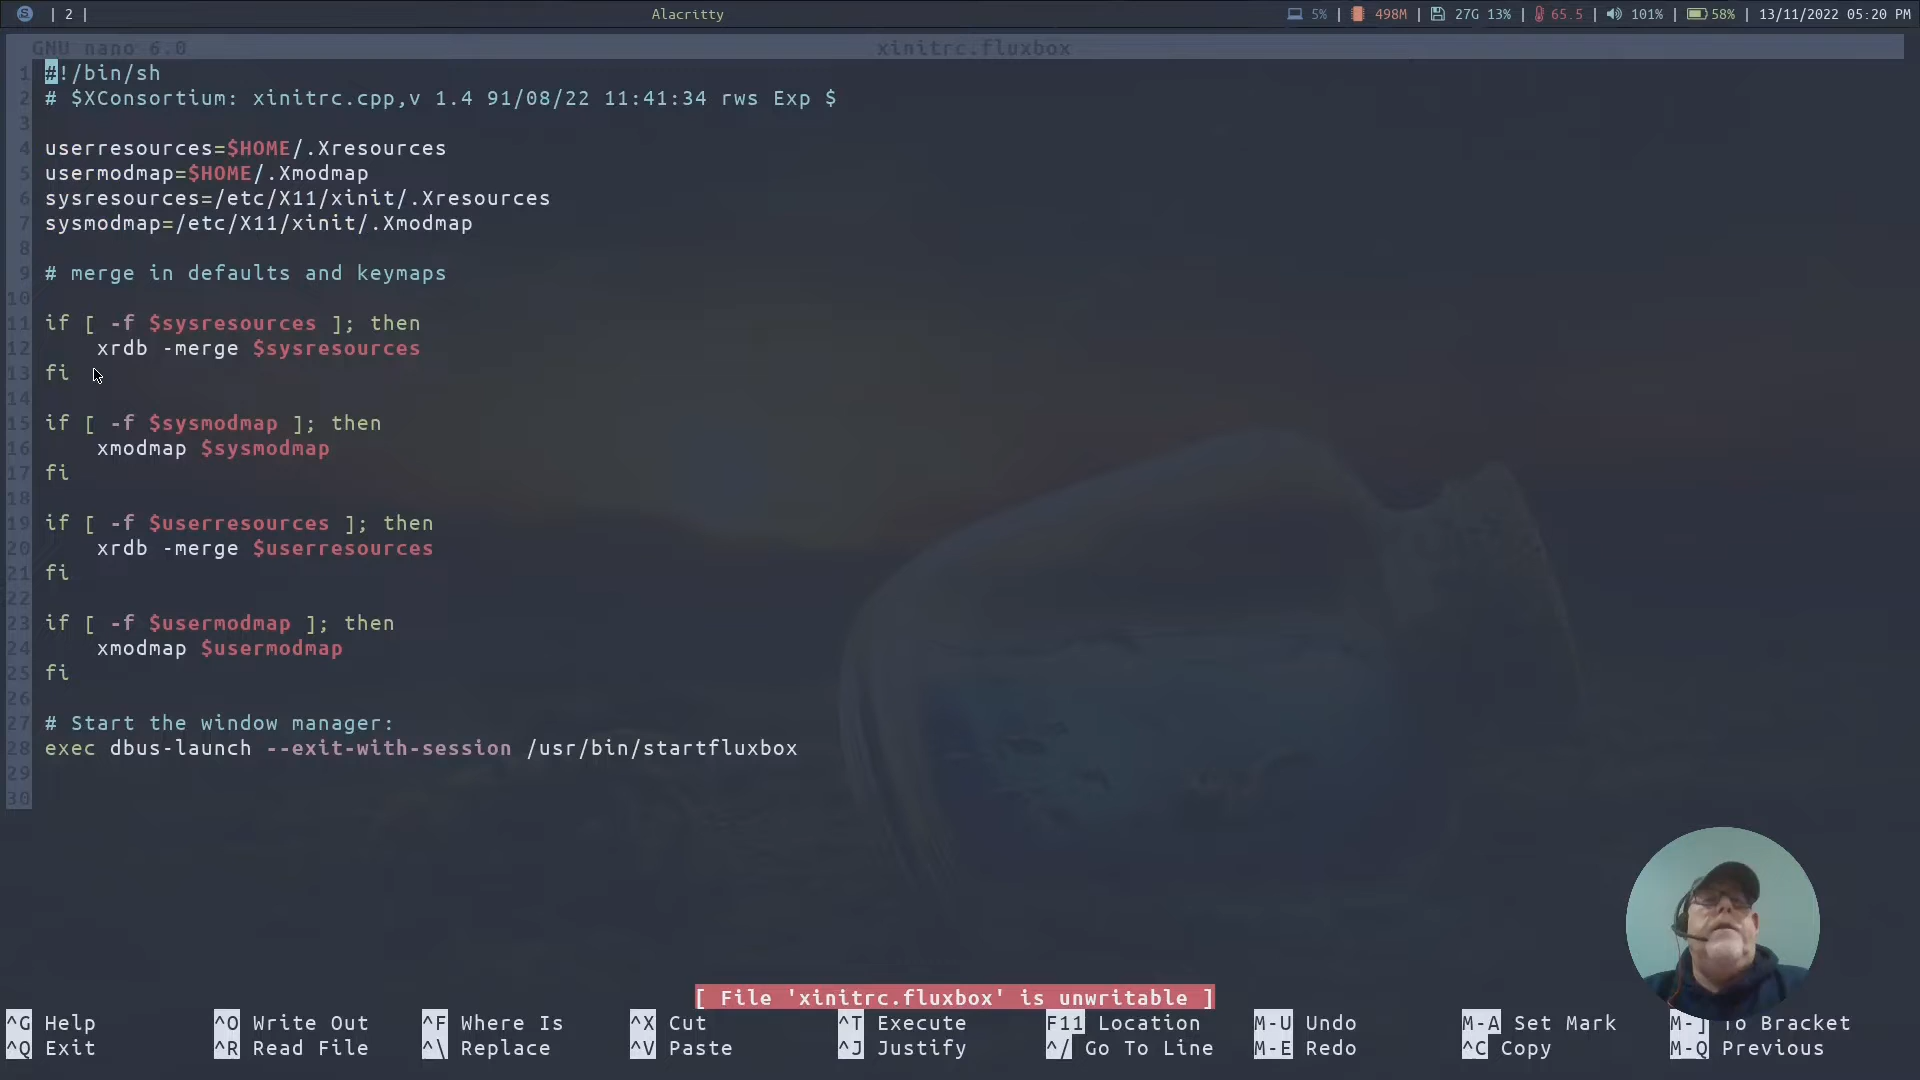 S | 2 | Alacritty 5% | 498M | 27G 13% | 65.5 | 101% | 58% | 13/11/2022 05:20 PM
GNU nano 6.0 xinitrc.fluxbox
1 #!/bin/sh
2 # $XConsortium: xinitrc.cpp,v 1.4 91/08/22 11:41:34 rws Exp $
3
4 userresources=$HOME/.Xresources
5 usermodmap=$HOME/.Xmodmap
6 sysresources=/etc/X11/xinit/.Xresources
7 sysmodmap=/etc/X11/xinit/.Xmodmap
8
9 # merge in defaults and keymaps
10
11 if [ -f $sysresources ]; then
12 xrdb -merge $sysresources
13 fi
14
15 if [ -f $sysmodmap ]; then
16 xmodmap $sysmodmap
17 fi
18
19 if [ -f $userresources ]; then
20 xrdb -merge $userresources
21 fi
22
23 if [ -f $usermodmap ]; then
24 xmodmap $usermodmap
25 fi
26
27 # Start the window manager:
28 exec dbus-launch --exit-with-session /usr/bin/startfluxbox
29
30
[ File 'xinitrc.fluxbox' is unwritable ]
^G Help ^O Write Out ^F Where Is ^X Cut ^T Execute F11 Location M-U Undo M-A Set Mark M-] To Bracket
^Q Exit ^R Read File ^\ Replace ^V Paste ^J Justify ^/ Go To Line M-E Redo ^C Copy M-Q Previous